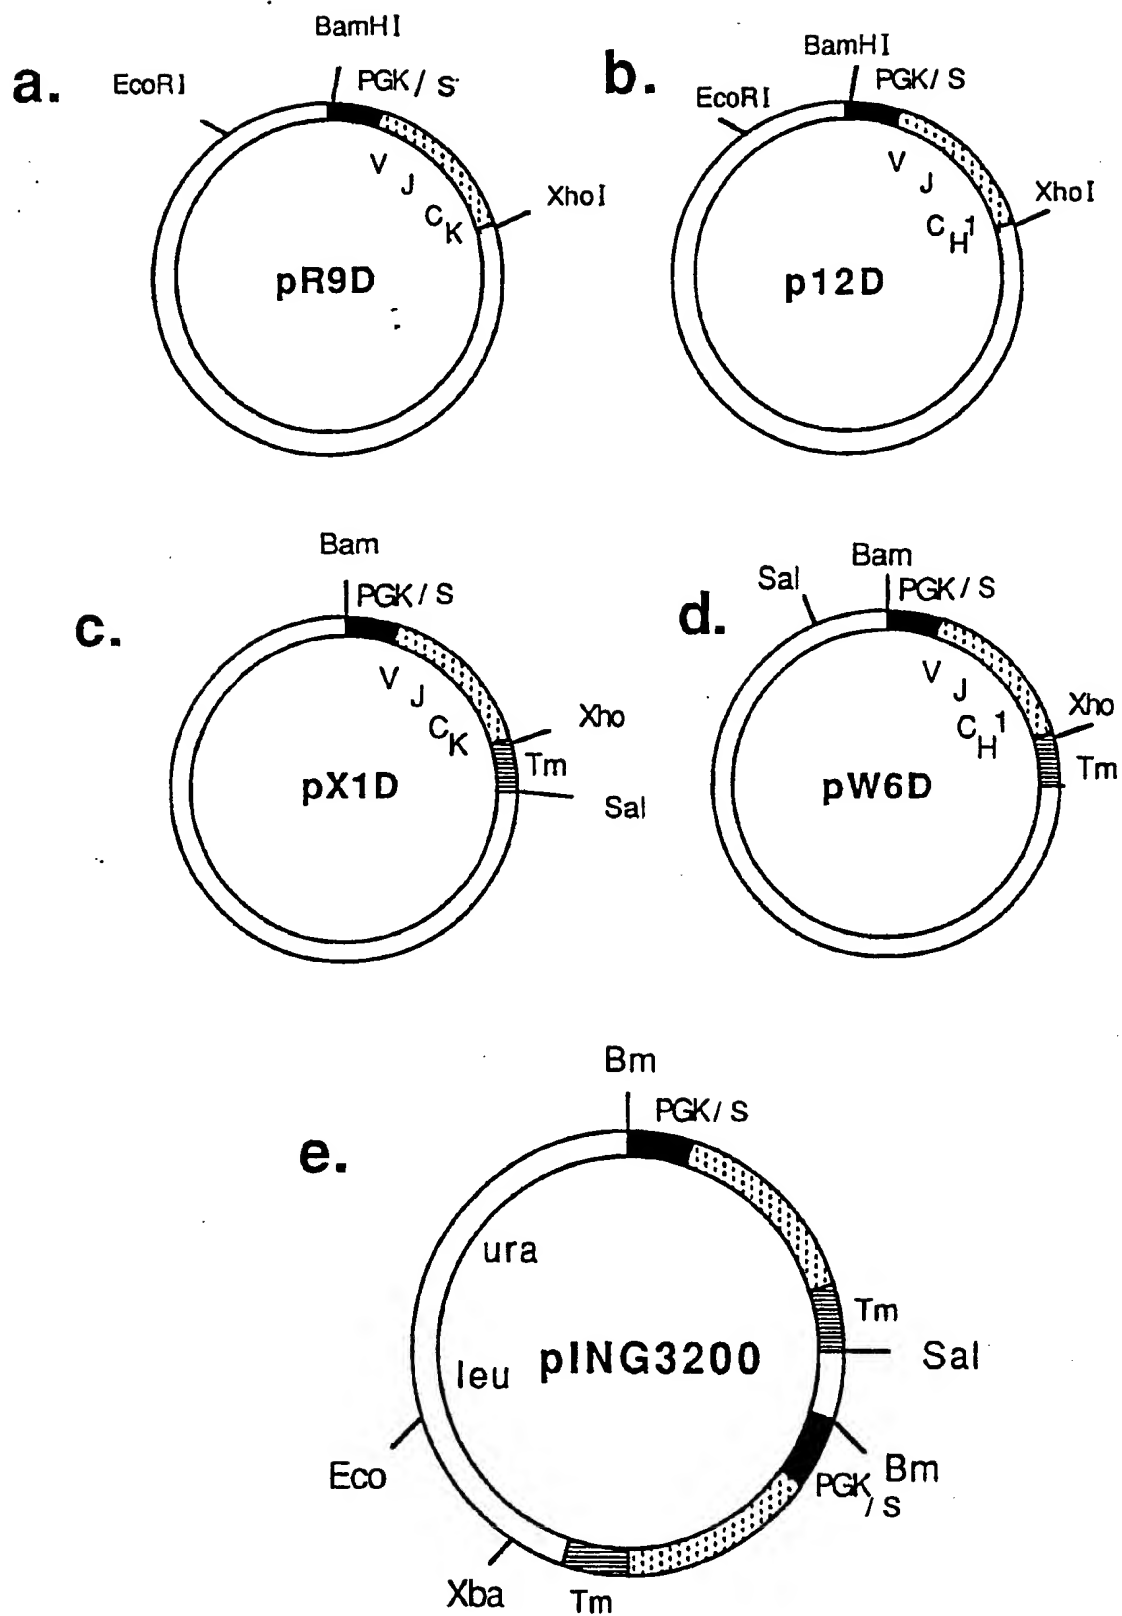 a.
BamHI
EcoRI
PGK / S
V
J
CK
XhoI
pR9D
b.
BamHI
EcoRI
PGK / S
V
J
CH1
XhoI
p12D
c.
Bam
PGK / S
V
J
CK
Xho
Tm
Sal
pX1D
d.
Sal
Bam
PGK / S
V
J
CH1
Xho
Tm
pW6D
e.
Bm
PGK / S
ura
leu
pING3200
Tm
Sal
Bm
PGK
/ S
Eco
Xba
Tm